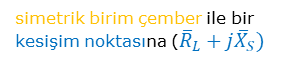 simetrik birim çember ile bir
kesişim noktasına (R̅_L + jX̅_S)